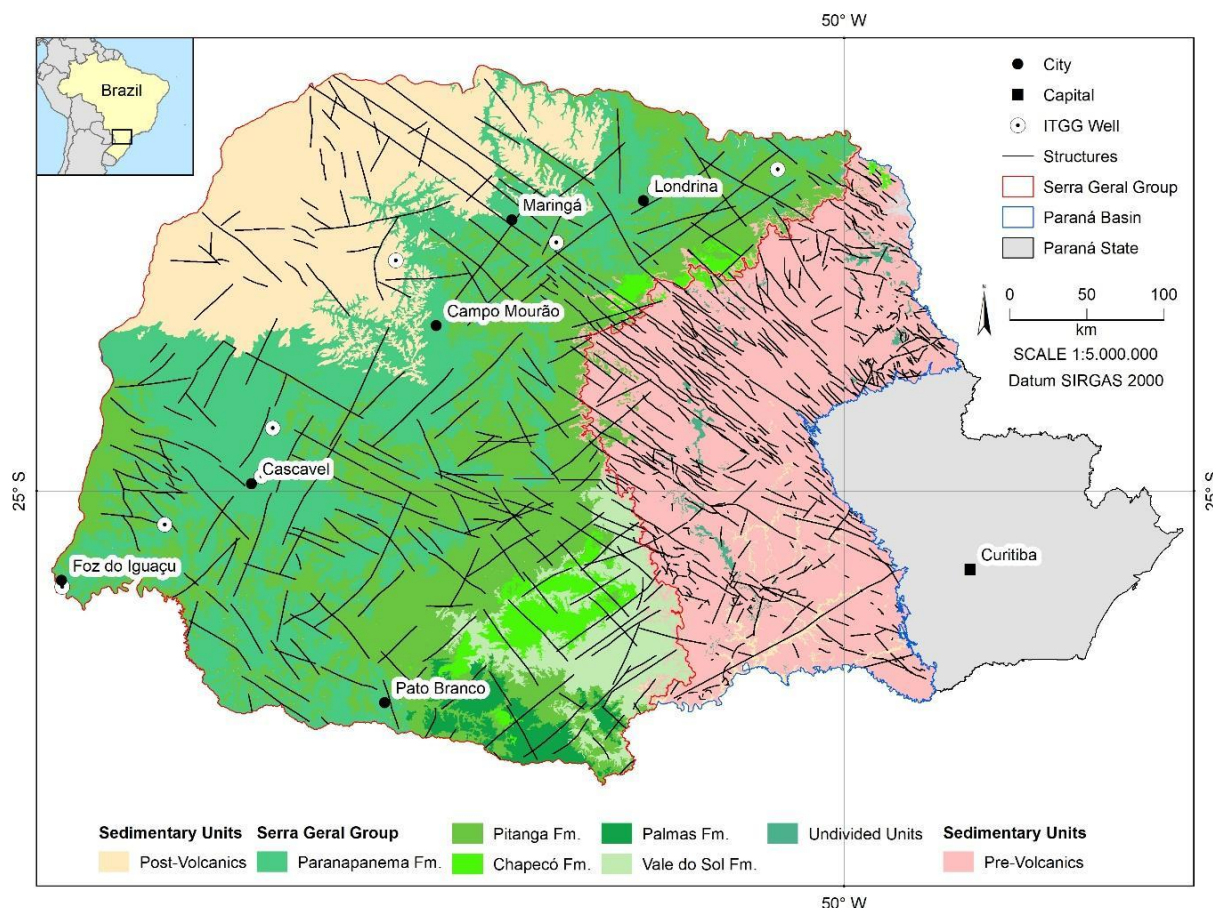 50° W
Brazil
City
Capital
ITGG Well
Structures
Serra Geral Group
Paraná Basin
Paraná State
N
0 50 100
km
SCALE 1:5.000.000
Datum SIRGAS 2000
Londrina
Maringá
Campo Mourão
Cascavel
25° S
25° S
Foz do Iguaçu
Curitiba
Pato Branco
Sedimentary Units
Post-Volcanics
Serra Geral Group
Paranapanema Fm.
Pitanga Fm.
Chapecó Fm.
Palmas Fm.
Vale do Sol Fm.
Undivided Units
Sedimentary Units
Pre-Volcanics
50° W